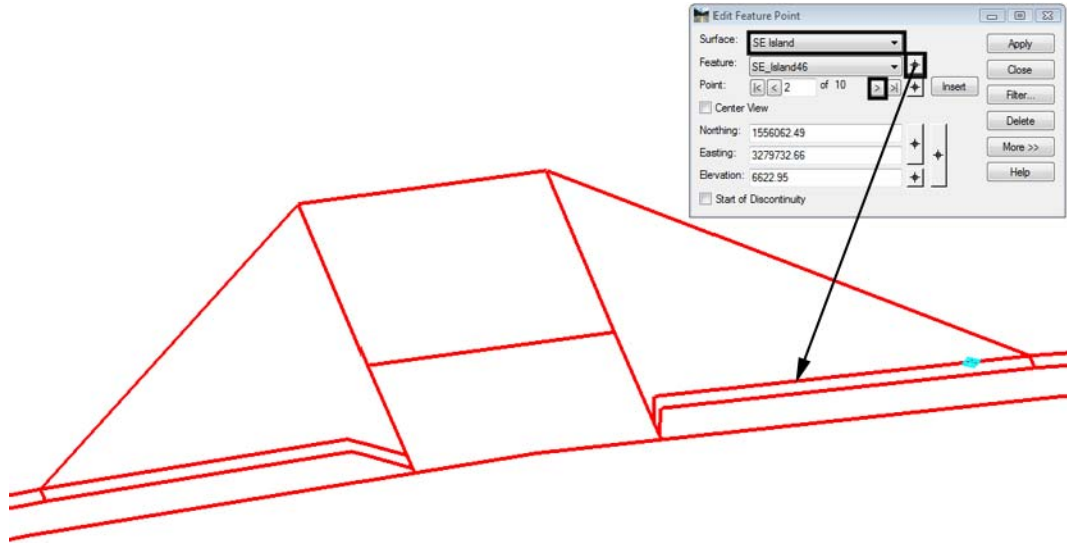 Edit Feature Point
Surface: SE Island Apply
Feature: SE_Island46 Close
Point: |< < 2 of 10 > >| Insert Filter...
Center View
Delete
Northing: 1556062.49
Easting: 3279732.66 More >>
Elevation: 6622.95 Help
Start of Discontinuity